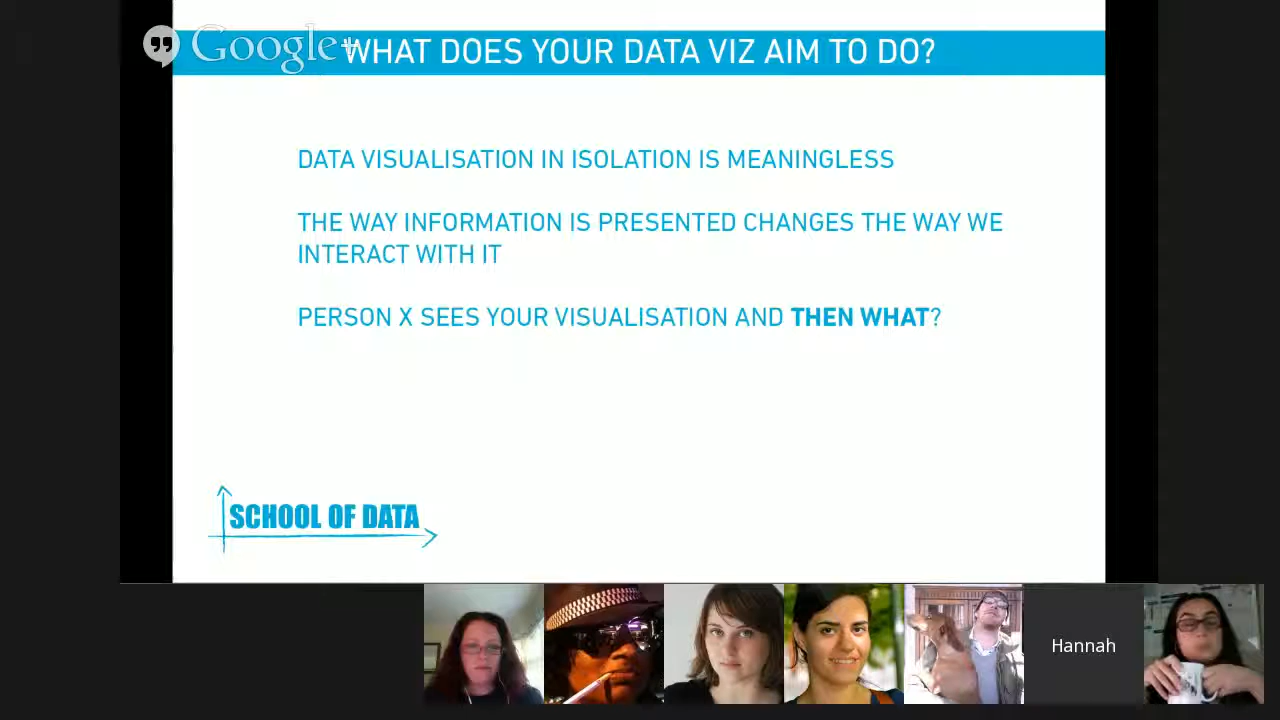 Google+
WHAT DOES YOUR DATA VIZ AIM TO DO?
DATA VISUALISATION IN ISOLATION IS MEANINGLESS
THE WAY INFORMATION IS PRESENTED CHANGES THE WAY WE
INTERACT WITH IT
PERSON X SEES YOUR VISUALISATION AND THEN WHAT?
SCHOOL OF DATA
Hannah